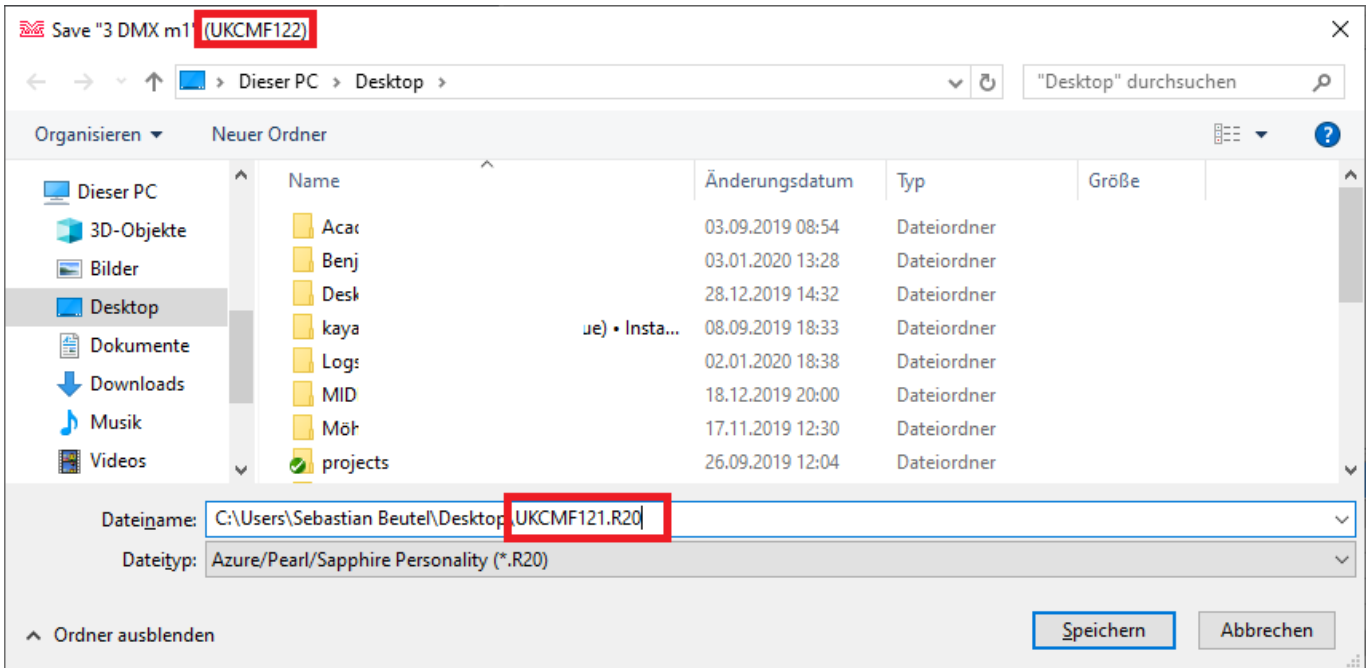 Save "3 DMX m1" (UKCMF122)
Dieser PC > Desktop > "Desktop" durchsuchen
Organisieren Neuer Ordner
Name Änderungsdatum Typ Größe
Dieser PC
3D-Objekte
Bilder
Desktop
Dokumente
Downloads
Musik
Videos
03.09.2019 08:54 Dateiordner
Benj 03.01.2020 13:28 Dateiordner
Desk 28.12.2019 14:32 Dateiordner
kaya ue) • Insta... 08.09.2019 18:33 Dateiordner
Logs 02.01.2020 18:38 Dateiordner
MID 18.12.2019 20:00 Dateiordner
Möh 17.11.2019 12:30 Dateiordner
projects 26.09.2019 12:04 Dateiordner
Dateiname: C:\Users\Sebastian Beutel\Desktop\UKCMF121.R20
Dateityp: Azure/Pearl/Sapphire Personality (*.R20)
Ordner ausblenden Speichern Abbrechen